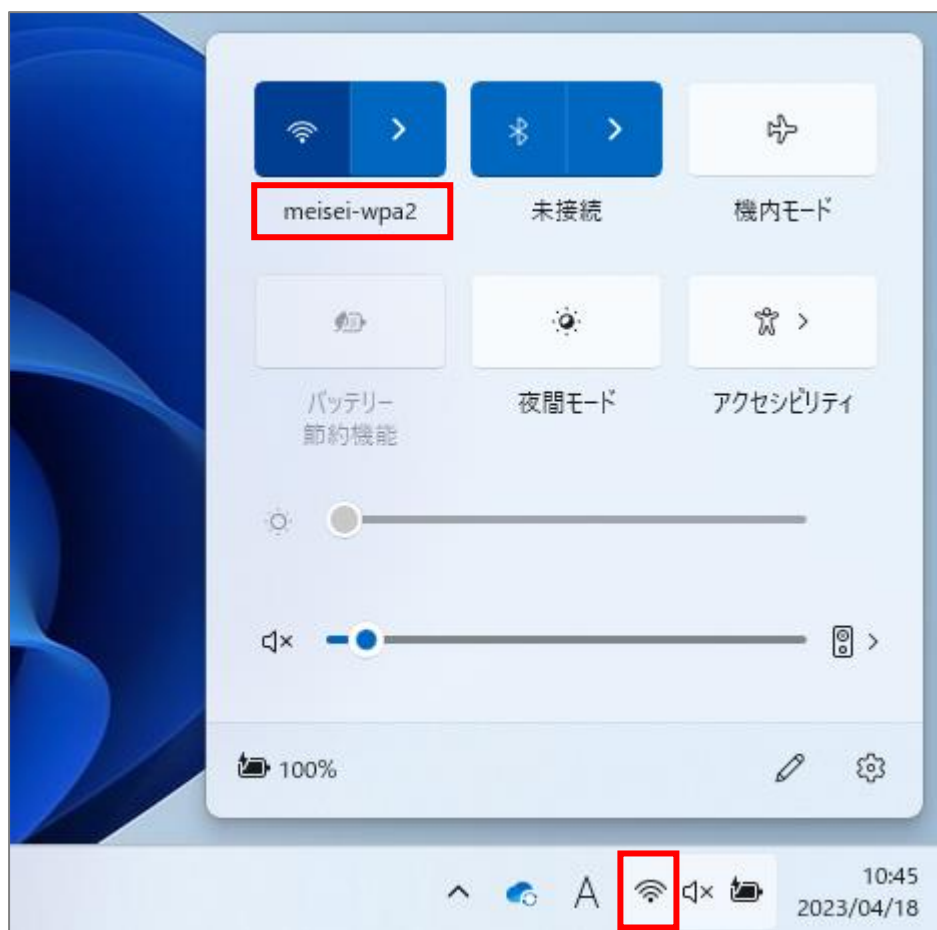 meisei-wpa2
未接続
機内モード
バッテリー
節約機能
夜間モード
アクセシビリティ
100%
A
10:45
2023/04/18